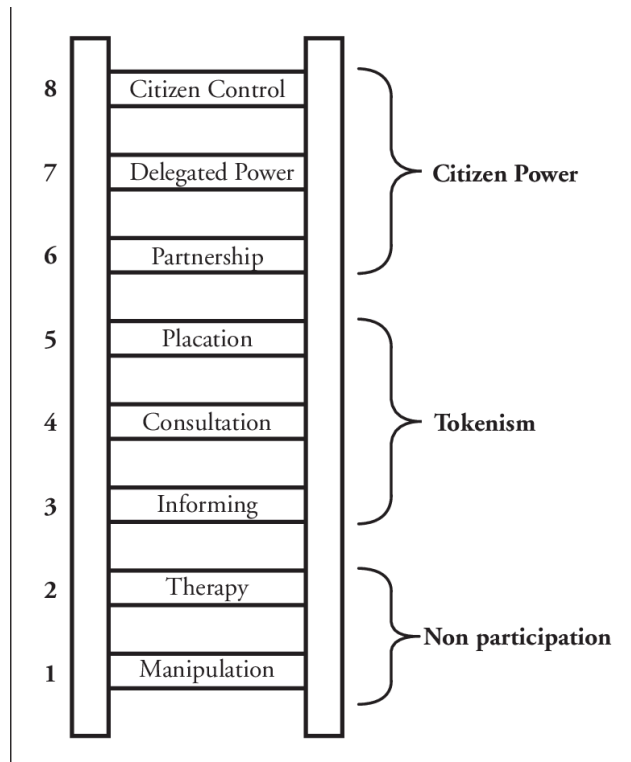 8 Citizen Control
7 Delegated Power
Citizen Power
6 Partnership
5 Placation
4 Consultation
Tokenism
3 Informing
2 Therapy
Non participation
1 Manipulation